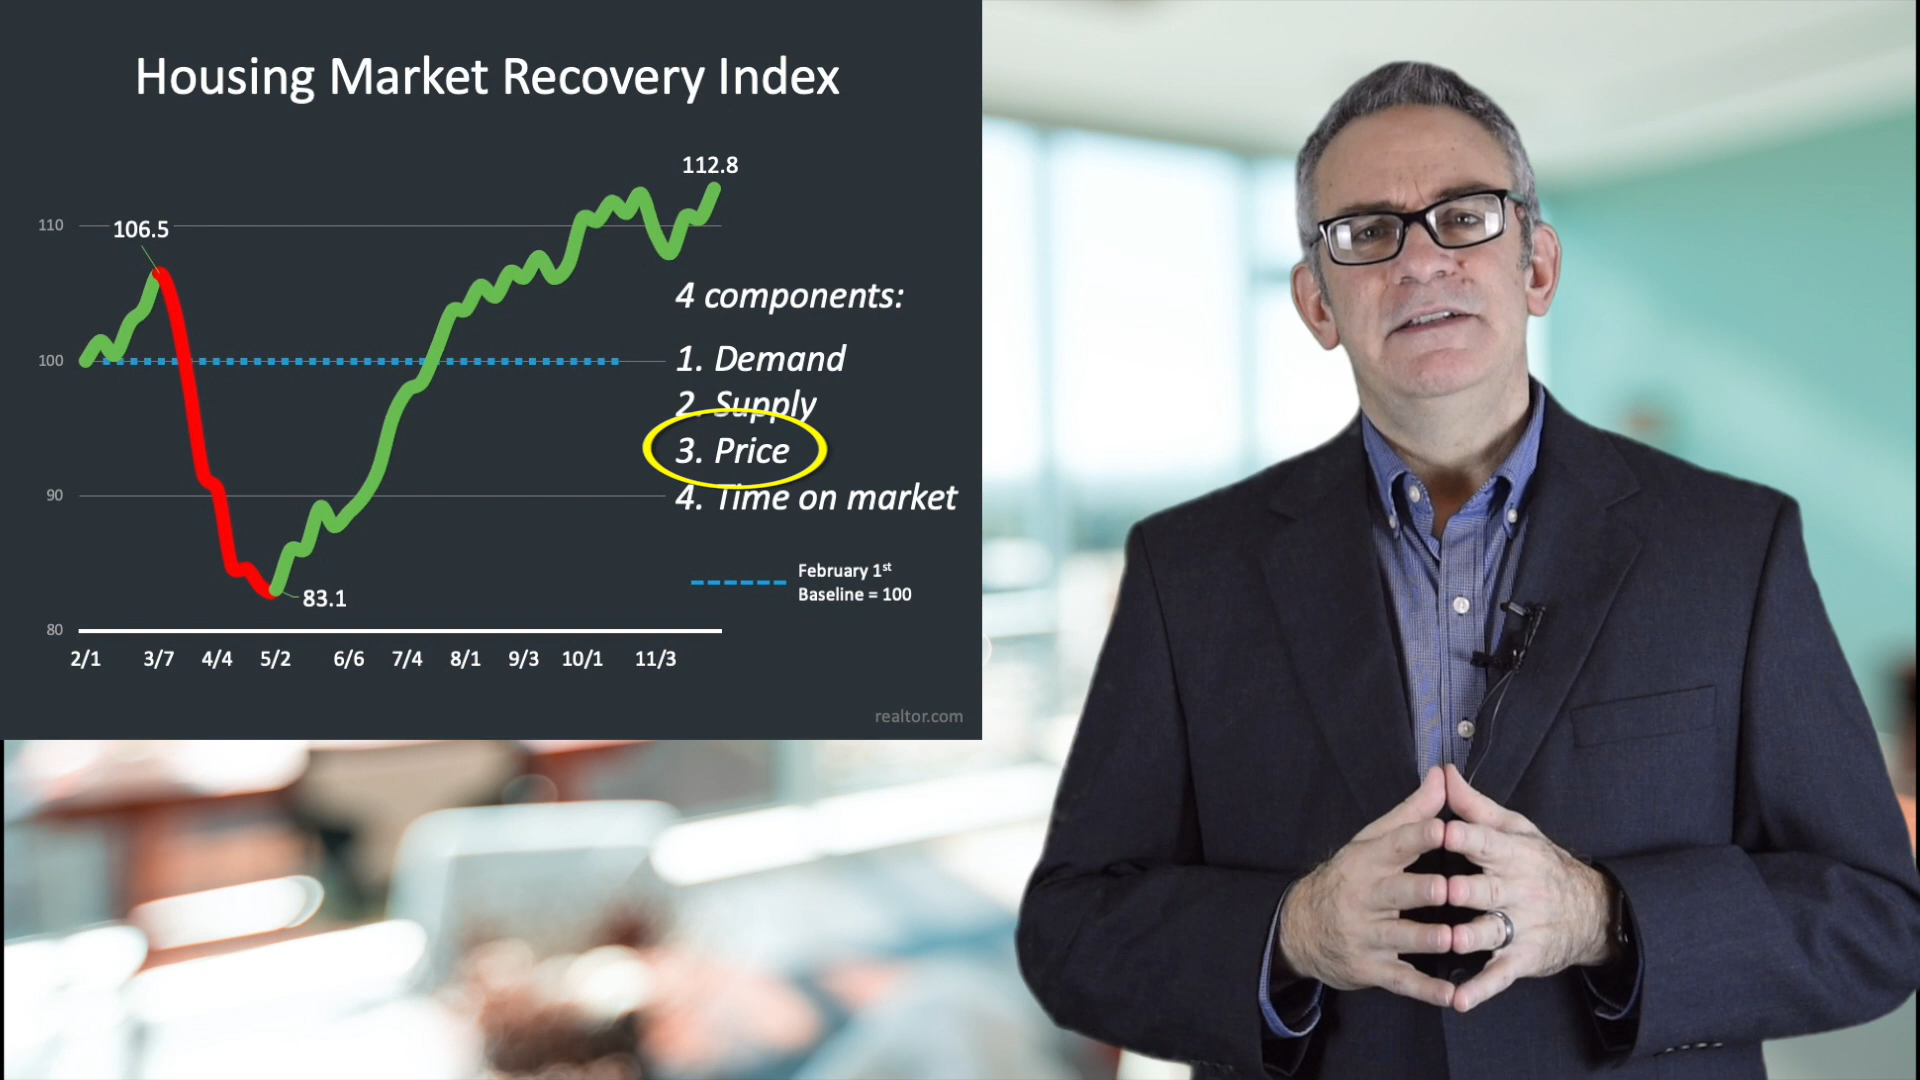 Housing Market Recovery Index
112.8
110
106.5
4 components:
100
1. Demand
2. Supply
3. Price
90
4. Time on market
February 1st
Baseline = 100
83.1
80
2/1 3/7 4/4 5/2 6/6 7/4 8/1 9/3 10/1 11/3
realtor.com